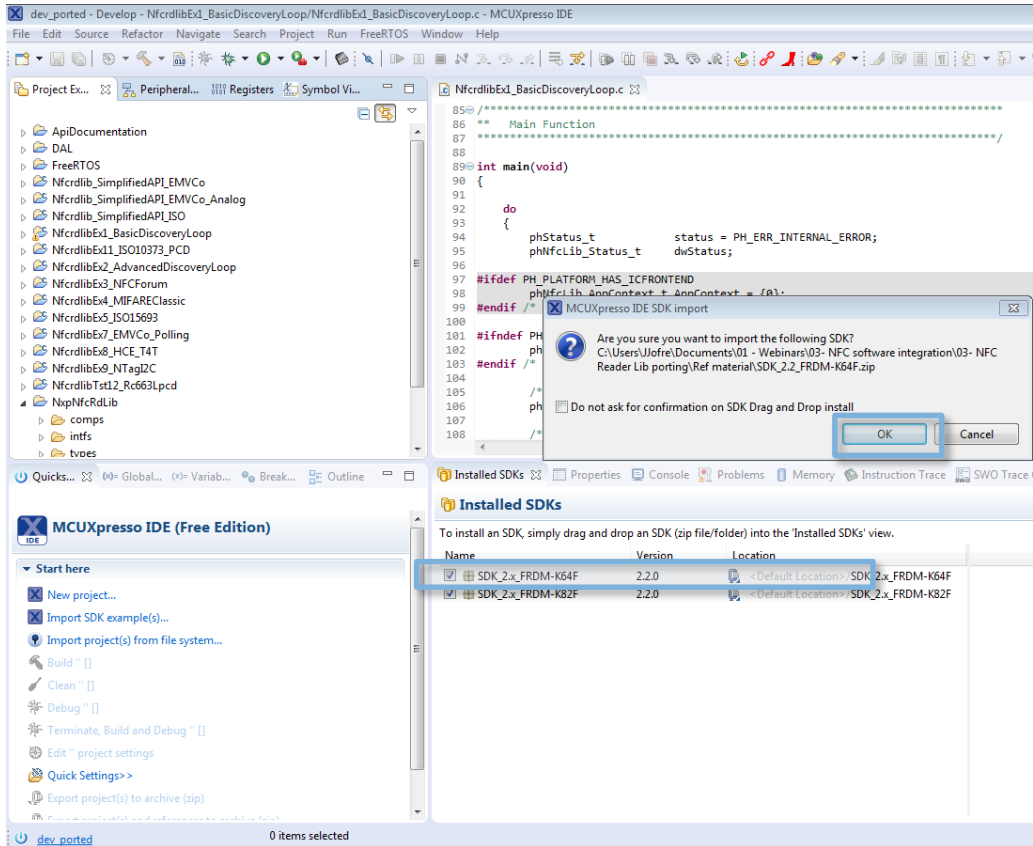 dev_ported - Develop - NfcrdlibEx1_BasicDiscoveryLoop/NfcrdlibEx1_BasicDiscoveryLoop.c - MCUXpresso IDE
File Edit Source Refactor Navigate Search Project Run FreeRTOS Window Help
Project Ex... Peripheral... Registers Symbol Vi...
ApiDocumentation
DAL
FreeRTOS
Nfcrdlib_SimplifiedAPI_EMVCo
Nfcrdlib_SimplifiedAPI_EMVCo_Analog
Nfcrdlib_SimplifiedAPI_ISO
NfcrdlibEx1_BasicDiscoveryLoop
NfcrdlibEx11_ISO10373_PCD
NfcrdlibEx2_AdvancedDiscoveryLoop
NfcrdlibEx3_NFCForum
NfcrdlibEx4_MIFAREClassic
NfcrdlibEx5_ISO15693
NfcrdlibEx7_EMVCo_Polling
NfcrdlibEx8_HCE_T4T
NfcrdlibEx9_NTagI2C
NfcrdlibTst12_Rc663Lpcd
NxpNfcRdLib
comps
intfs
types
NfcrdlibEx1_BasicDiscoveryLoop.c
85 /*******************************************************************************
86 ** Main Function
87 *******************************************************************************/
88
89 int main(void)
90 {
91
92 do
93 {
94 phStatus_t status = PH_ERR_INTERNAL_ERROR;
95 phNfcLib_Status_t dwStatus;
96
97 #ifdef PH_PLATFORM_HAS_ICFRONTEND
98 phNfcLib_AppContext_t AppContext = {0};
99 #endif /*
100
101 #ifndef PH
102 ph
103 #endif /*
104
105 /*
106 ph
107
108 /*
MCUXpresso IDE SDK import
Are you sure you want to import the following SDK?
C:\Users\JJofre\Documents\01 - Webinars\03- NFC software integration\03- NFC
Reader Lib porting\Ref material\SDK_2.2_FRDM-K64F.zip
Do not ask for confirmation on SDK Drag and Drop install
OK Cancel
Quicks... Global... Variab... Break... Outline
MCUXpresso IDE (Free Edition)
IDE
Start here
New project...
Import SDK example(s)...
Import project(s) from file system...
Build '' []
Clean '' []
Debug '' []
Terminate, Build and Debug '' []
Edit '' project settings
Quick Settings>>
Export project(s) to archive (zip)
Installed SDKs Properties Console Problems Memory Instruction Trace SWO Trace
Installed SDKs
To install an SDK, simply drag and drop an SDK (zip file/folder) into the 'Installed SDKs' view.
Name Version Location
SDK_2.x_FRDM-K64F 2.2.0 <Default Location>/SDK_2.x_FRDM-K64F
SDK_2.x_FRDM-K82F 2.2.0 <Default Location>/SDK_2.x_FRDM-K82F
dev_ported 0 items selected